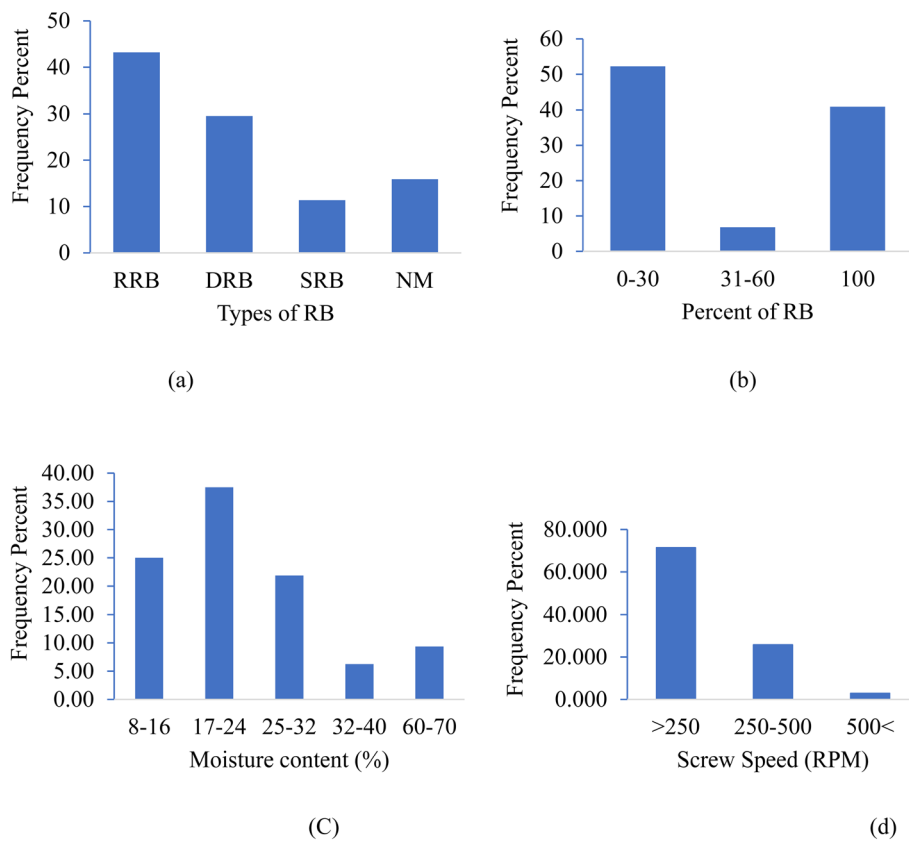 50
40
30
20
10
0
Frequency Percent
RRB DRB SRB NM
Types of RB
(a)
60
50
40
30
20
10
0
Frequency Percent
0-30 31-60 100
Percent of RB
(b)
40.00
35.00
30.00
25.00
20.00
15.00
10.00
5.00
0.00
Frequency Percent
8-16 17-24 25-32 32-40 60-70
Moisture content (%)
(C)
80.000
60.000
40.000
20.000
0.000
Frequency Percent
>250 250-500 500<
Screw Speed (RPM)
(d)